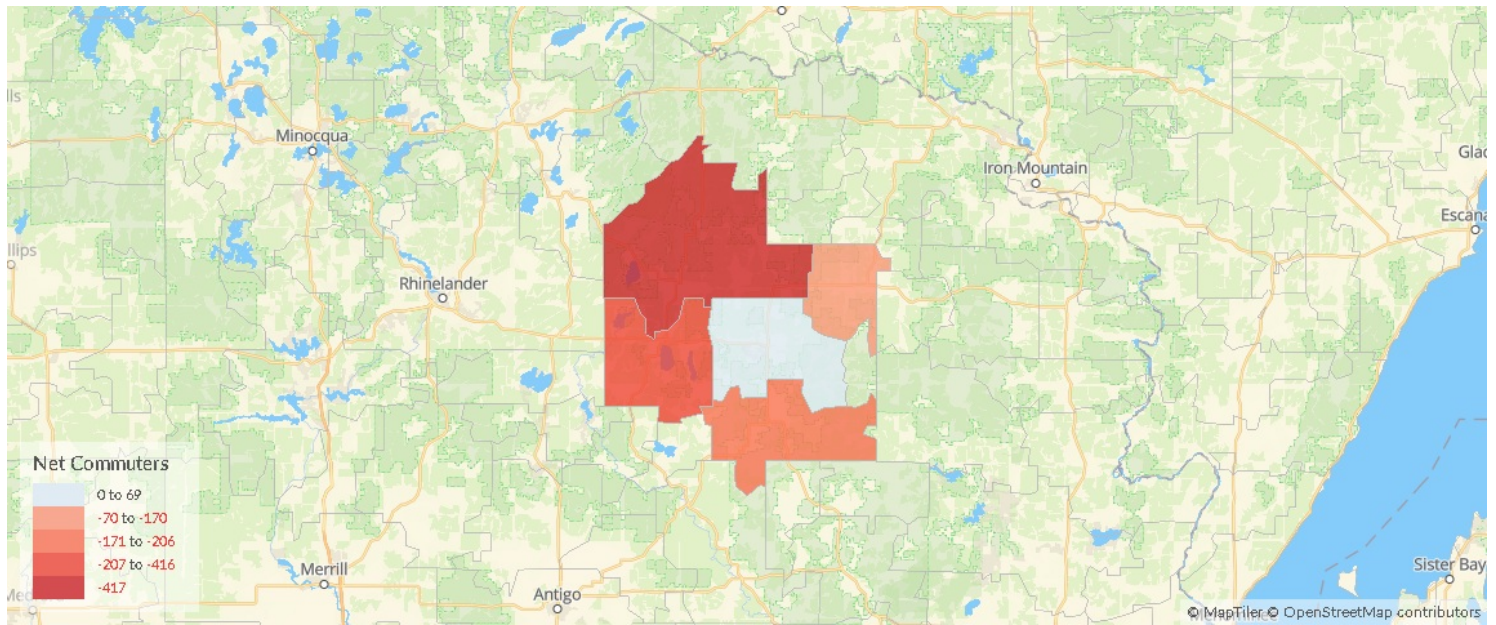 Minocqua
Iron Mountain
Glad
Escana
Rhinelander
Net Commuters
0 to 69
-70 to -170
-171 to -206
-207 to -416
-417
Merrill
Antigo
Sister Bay
© MapTiler © OpenStreetMap contributors